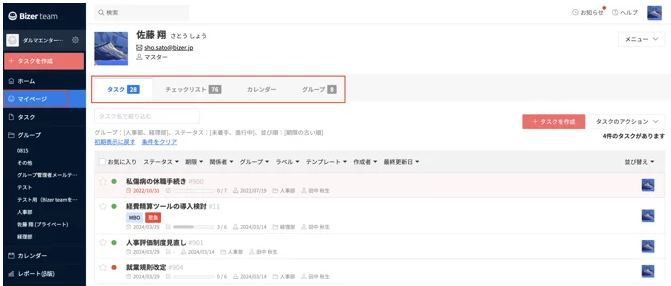 Bizer team
検索
お知らせ
ヘルプ
ダルマエンター...
佐藤 翔 さとう しょう
sho.sato@bizer.jp
マスター
メニュー
+ タスクを作成
ホーム
マイページ
タスク
グループ
0815
その他
グループ管理者メールテ...
テスト
テスト用（Bizer teamを...
人事部
佐藤 翔 (プライベート)
経理部
カレンダー
レポート(β版)
タスク 28
チェックリスト 76
カレンダー
グループ 8
タスク名で絞り込む
+ タスクを作成
タスクのアクション
グループ：[人事部、経理部]、ステータス：[未着手、進行中]、並び順：[期限の古い順]
4件のタスクがあります
初期表示に戻す 条件をクリア
お気に入り ステータス 期限 関係者 グループ ラベル テンプレート 作成者 最終更新日 並び替え
私傷病の休職手続き #900
2022/10/31 0 / 7 2022/07/19 人事部 田中 秋生
経費精算ツールの導入検討 #11
MBO 緊急
2024/03/29 3 / 6 2024/03/14 経理部 田中 秋生
人事評価制度見直し #901
2024/03/29 - 2024/03/14 人事部 田中 秋生
就業規則改定 #904
2024/03/29 0 / 6 2024/03/14 人事部 田中 秋生